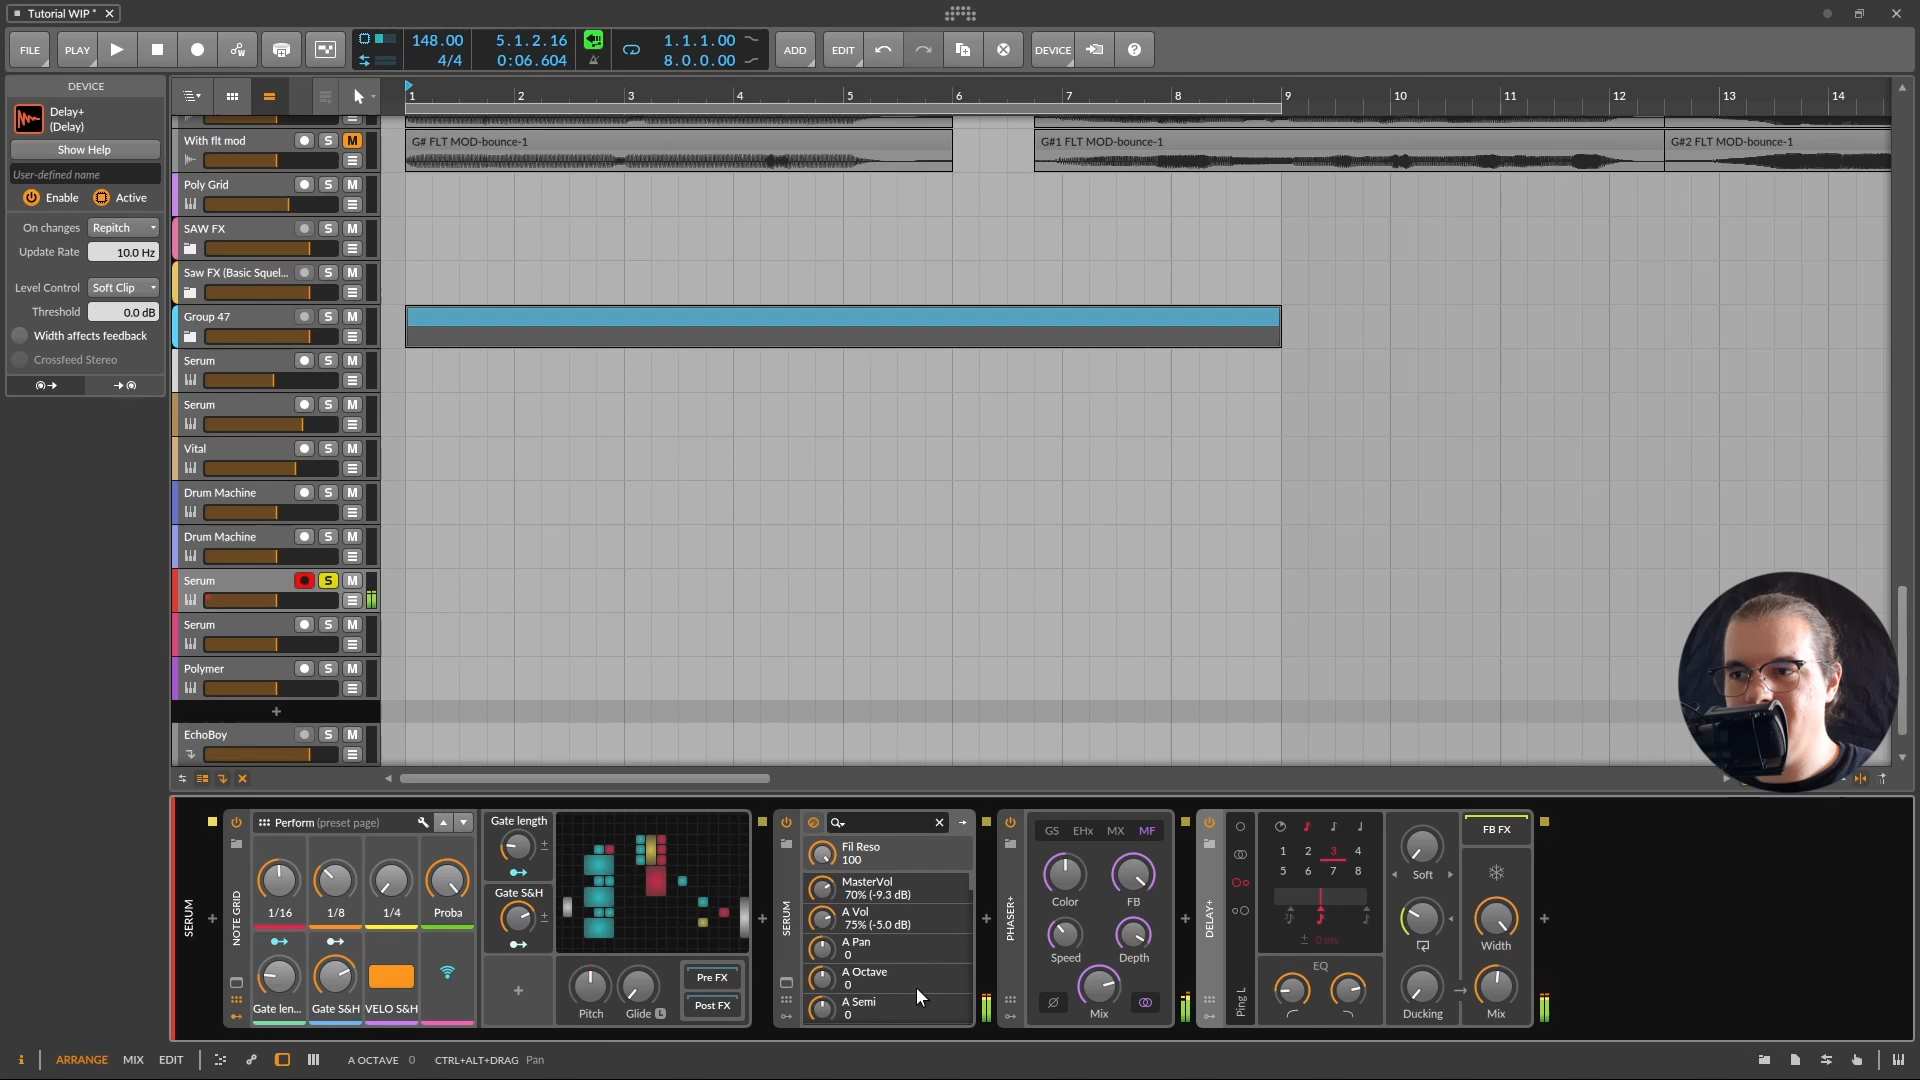 Tutorial WIP *
FILE
PLAY
148.00
4/4
5.1.2.16
0:06.604
1.1.1.00
8.0.0.00
ADD
EDIT
DEVICE
DEVICE
Delay+
(Delay)
Show Help
User-defined name
Enable
Active
On changes
Repitch
Update Rate
10.0 Hz
Level Control
Soft Clip
Threshold
0.0 dB
Width affects feedback
Crossfeed Stereo
1
2
3
4
5
6
7
8
9
10
11
12
13
14
With flt mod
M
G# FLT MOD-bounce-1
G#1 FLT MOD-bounce-1
G#2 FLT MOD-bounce-1
Poly Grid
S
M
SAW FX
S
M
Saw FX (Basic Squel...
S
M
Group 47
S
M
Serum
S
M
Serum
S
M
Vital
S
M
Drum Machine
S
M
Drum Machine
S
M
Serum
S
M
Serum
S
M
Polymer
S
M
+
EchoBoy
S
M
SERUM
NOTE GRID
Perform (preset page)
1/16
1/8
1/4
Proba
Gate len...
Gate S&H
VELO S&H
Gate length
Gate S&H
Pitch
Glide
L
Pre FX
Post FX
SERUM
Fil Reso
100
MasterVol
70% (-9.3 dB)
A Vol
75% (-5.0 dB)
A Pan
0
A Octave
0
A Semi
0
PHASER+
GS
EHx
MX
MF
Color
FB
Speed
Depth
Mix
DELAY+
Ping L
1
2
3
4
5
6
7
8
± 0 ms
EQ
Soft
Ducking
FB FX
Width
Mix
i
ARRANGE
MIX
EDIT
A OCTAVE 0
CTRL+ALT+DRAG Pan